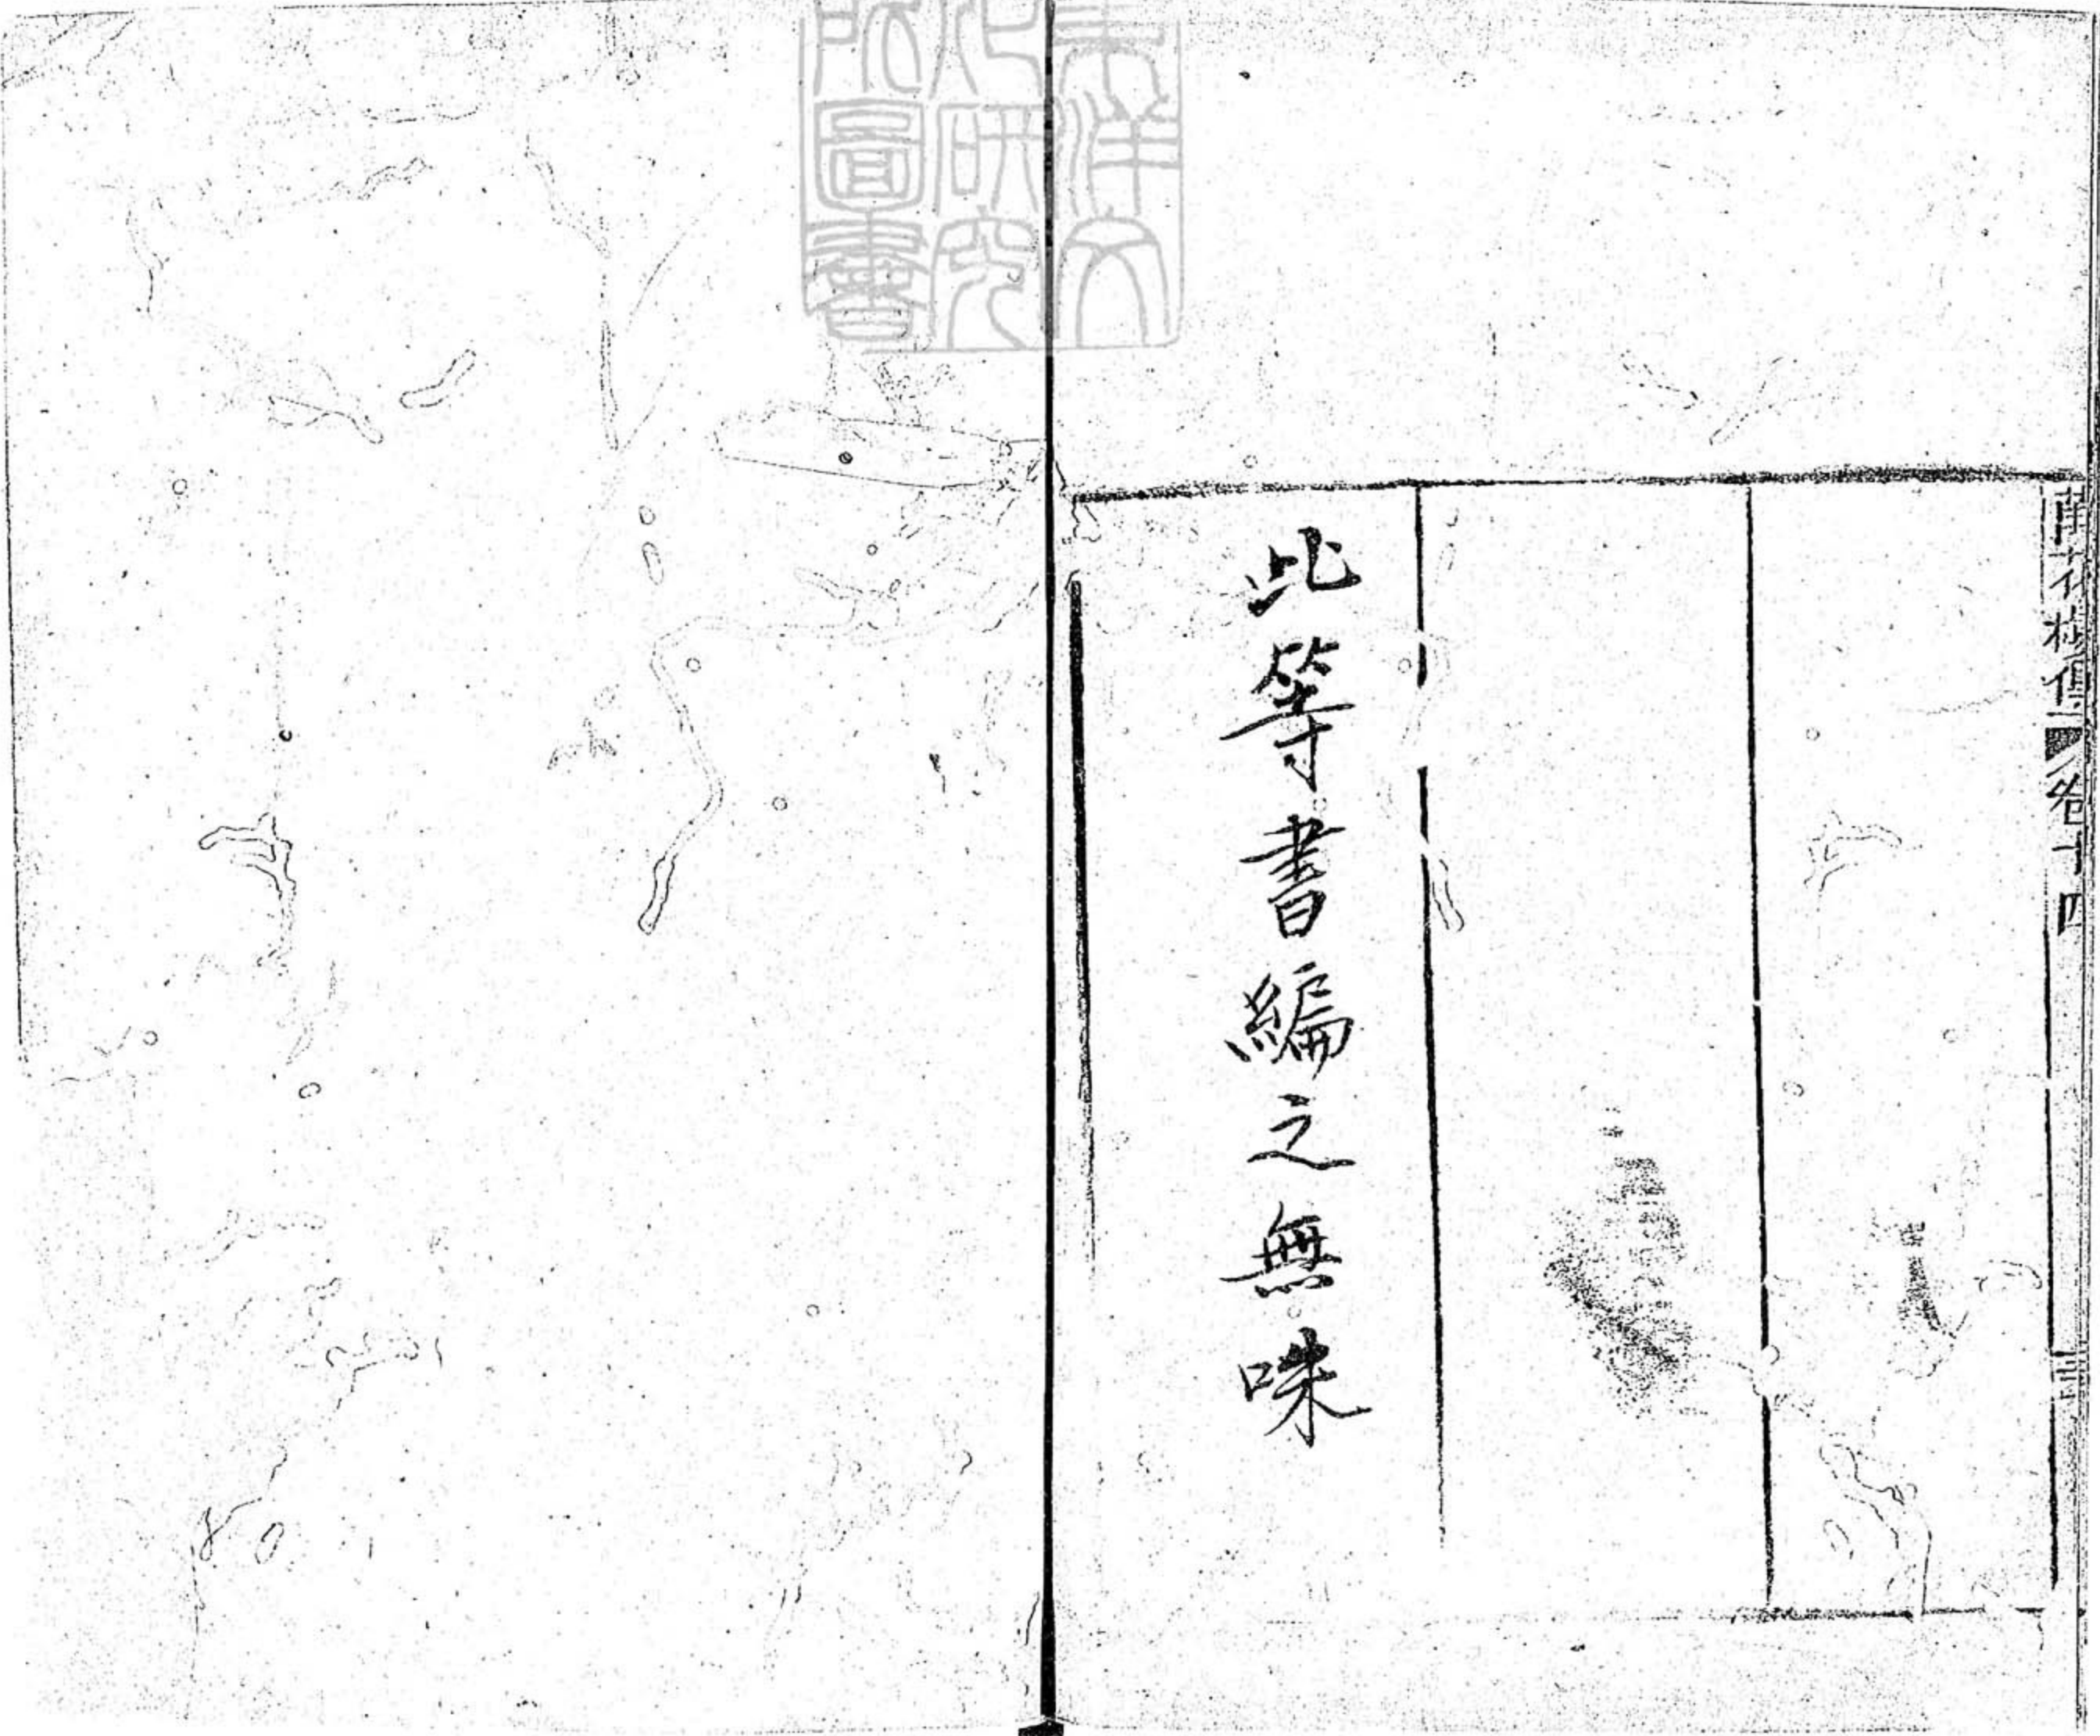 卷十四
此等書編之無味
東洋文
化研究
所圖書